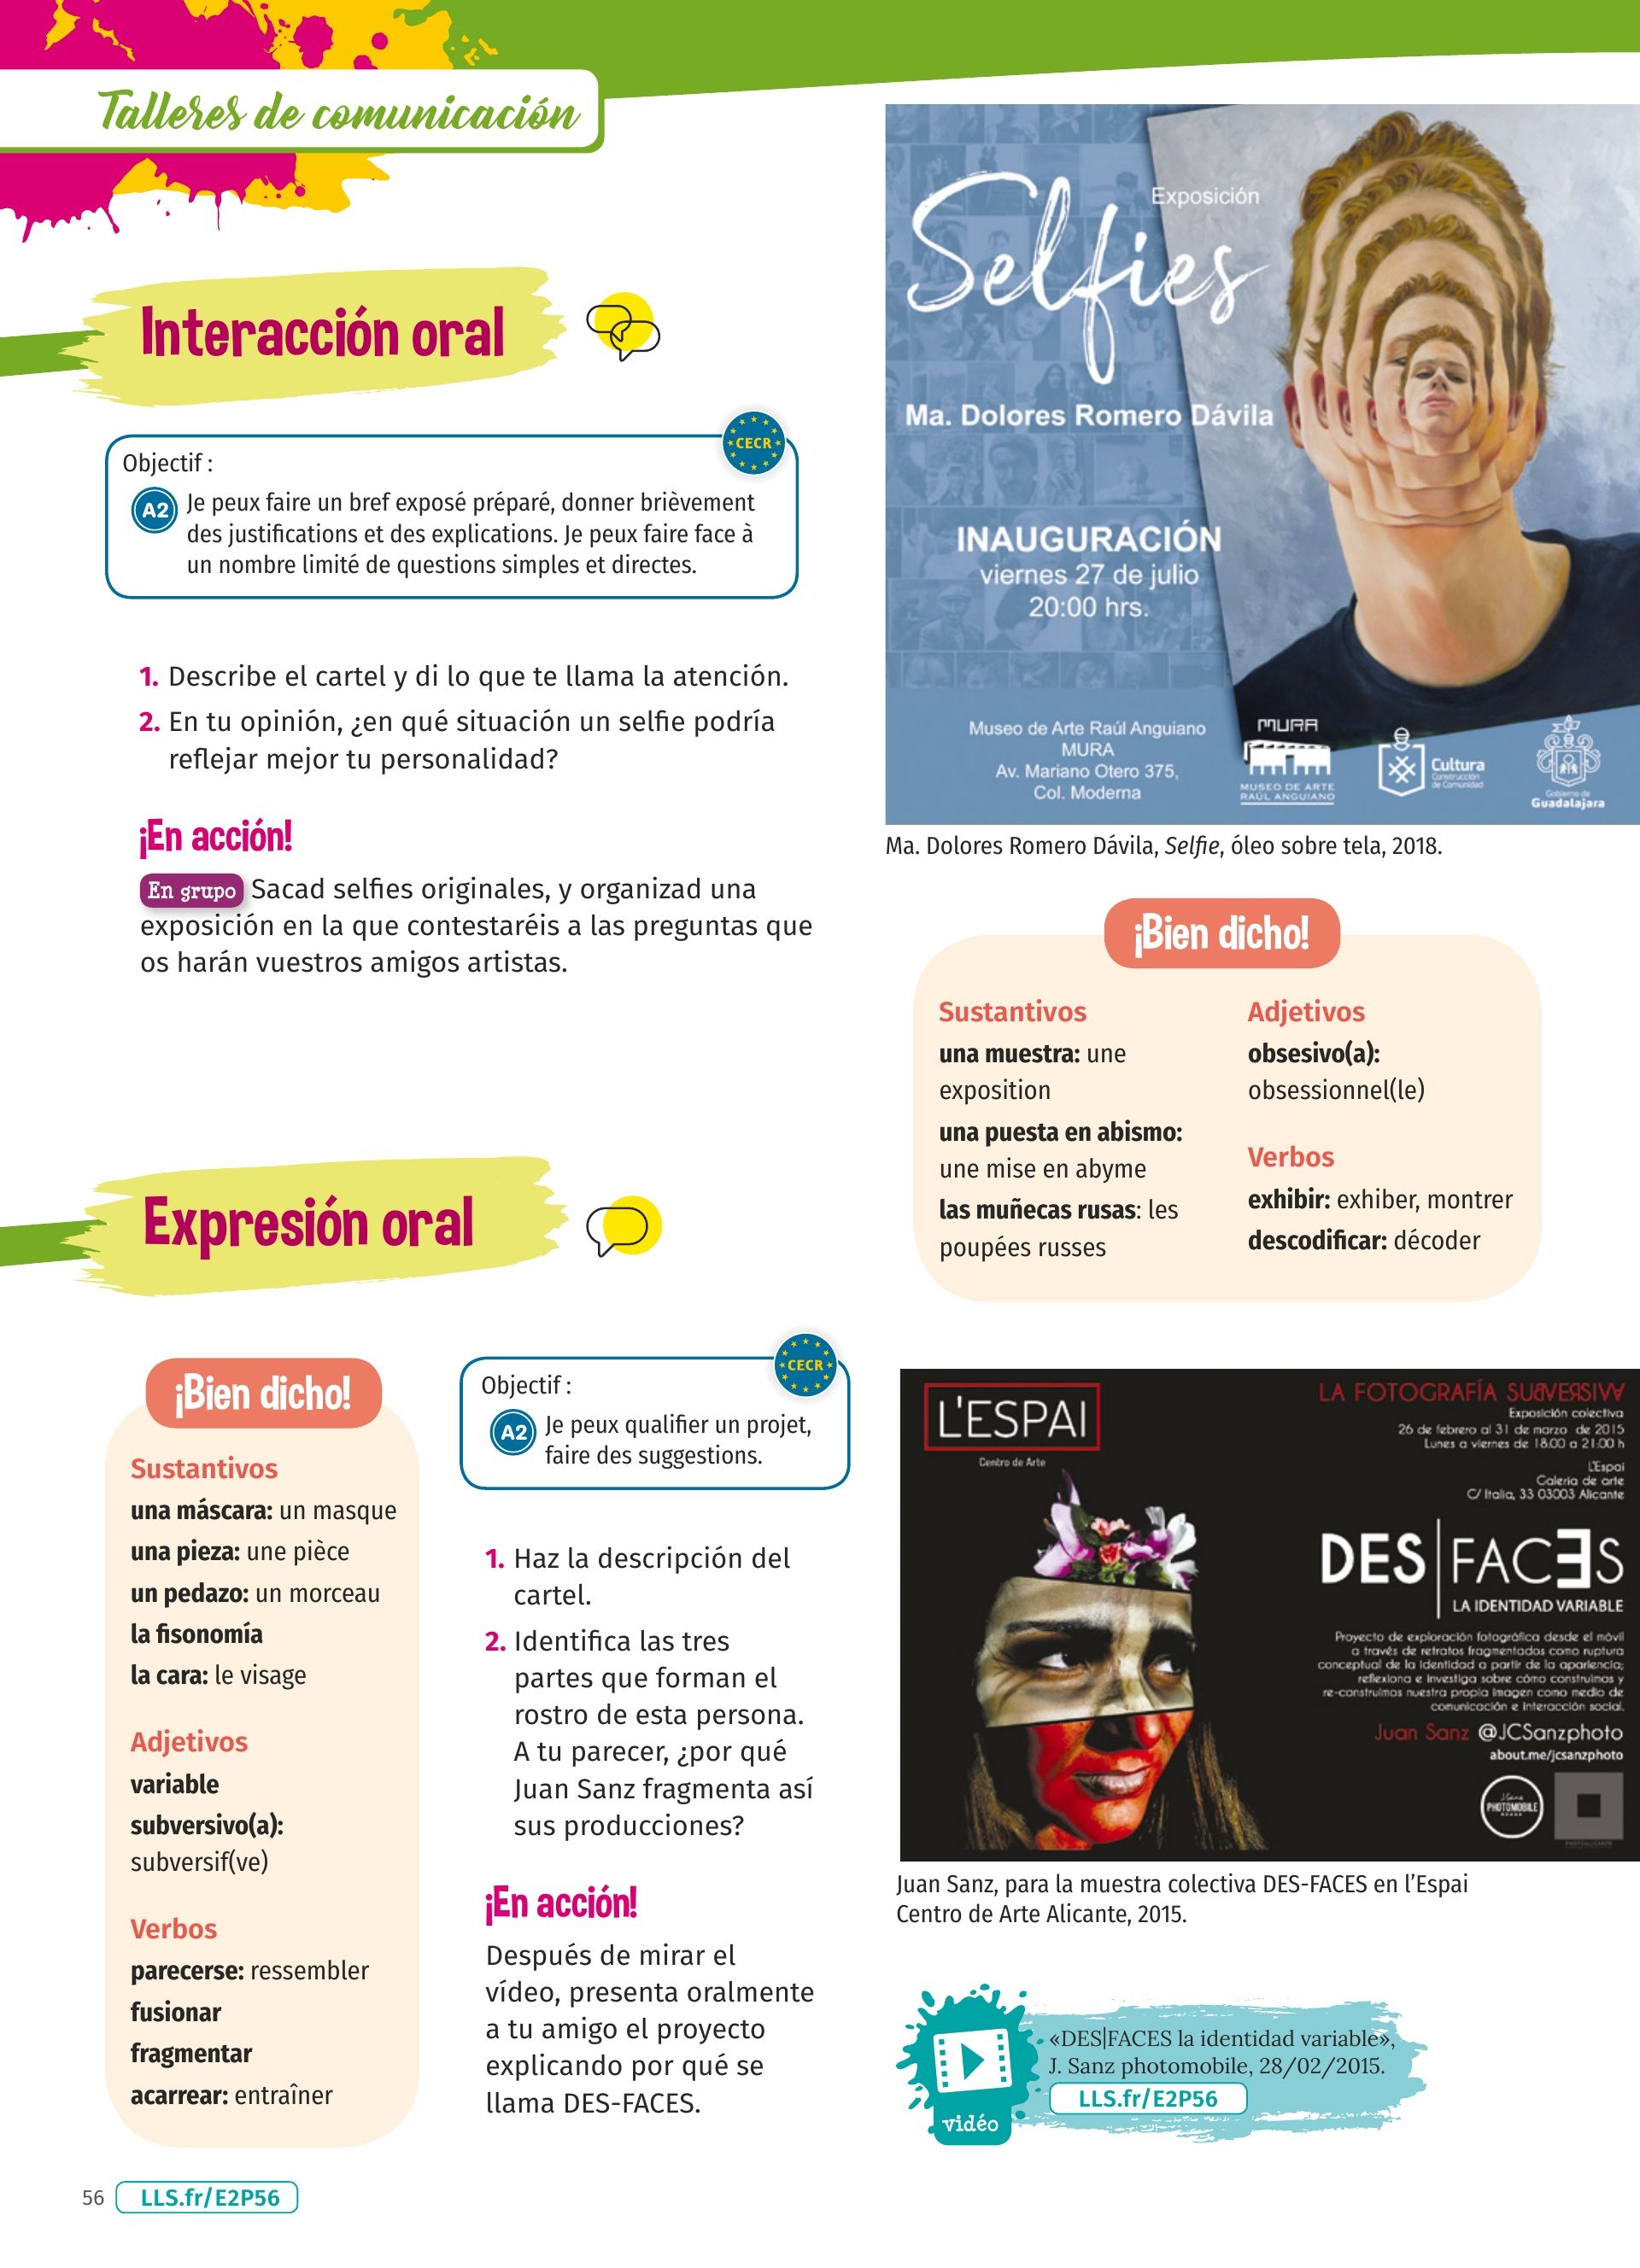 Talleres de comunicación
Interacción oral
CECR
Objectif :
A2 Je peux faire un bref exposé préparé, donner brièvement
des justifications et des explications. Je peux faire face à
un nombre limité de questions simples et directes.
1. Describe el cartel y di lo que te llama la atención.
2. En tu opinión, ¿en qué situación un selfie podría
reflejar mejor tu personalidad?
¡En acción!
En grupo Sacad selfies originales, y organizad una
exposición en la que contestaréis a las preguntas que
os harán vuestros amigos artistas.
Exposición
Selfies
Ma. Dolores Romero Dávila
INAUGURACIÓN
viernes 27 de julio
20:00 hrs.
Museo de Arte Raúl Anguiano
MURA
Av. Mariano Otero 375,
Col. Moderna
MURA
MUSEO DE ARTE
RAÚL ANGUIANO
Cultura
Construcción
de Comunidad
Gobierno de
Guadalajara
Ma. Dolores Romero Dávila, Selfie, óleo sobre tela, 2018.
¡Bien dicho!
Sustantivos
una muestra: une
exposition
una puesta en abismo:
une mise en abyme
las muñecas rusas: les
poupées russes
Adjetivos
obsesivo(a):
obsessionnel(le)
Verbos
exhibir: exhiber, montrer
descodificar: décoder
Expresión oral
¡Bien dicho!
Sustantivos
una máscara: un masque
una pieza: une pièce
un pedazo: un morceau
la fisonomía
la cara: le visage
Adjetivos
variable
subversivo(a):
subversif(ve)
Verbos
parecerse: ressembler
fusionar
fragmentar
acarrear: entraîner
CECR
Objectif :
A2 Je peux qualifier un projet,
faire des suggestions.
1. Haz la descripción del
cartel.
2. Identifica las tres
partes que forman el
rostro de esta persona.
A tu parecer, ¿por qué
Juan Sanz fragmenta así
sus producciones?
¡En acción!
Después de mirar el
vídeo, presenta oralmente
a tu amigo el proyecto
explicando por qué se
llama DES-FACES.
L'ESPAI
Centro de Arte
LA FOTOGRAFÍA SUBVERSIVA
Exposición colectiva
26 de febrero al 31 de marzo de 2015
Lunes a viernes de 18:00 a 21:00 h
L'Espai
Galería de arte
C/ Italia, 33 03003 Alicante
DES|FACES
LA IDENTIDAD VARIABLE
Proyecto de exploración fotográfica desde el móvil
a través de retratos fragmentados como ruptura
conceptual de la identidad a partir de la apariencia;
reflexiona e investiga sobre cómo construimos y
re-construimos nuestra propia imagen como medio de
comunicación e interacción social.
Juan Sanz @JCSanzphoto
about.me/jcsanzphoto
PHOTOMOBILE
Juan Sanz, para la muestra colectiva DES-FACES en l'Espai
Centro de Arte Alicante, 2015.
vidéo
«DES|FACES la identidad variable»,
J. Sanz photomobile, 28/02/2015.
LLS.fr/E2P56
56 LLS.fr/E2P56